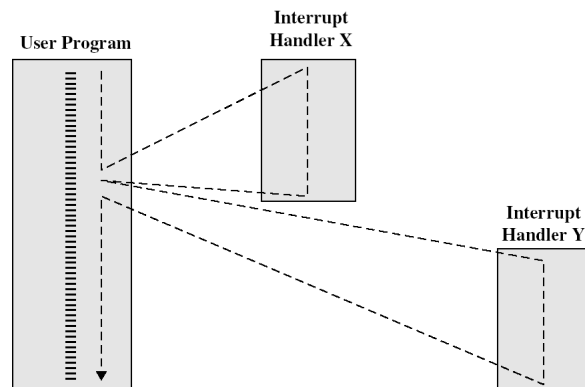 User Program
Interrupt
Handler X
Interrupt
Handler Y